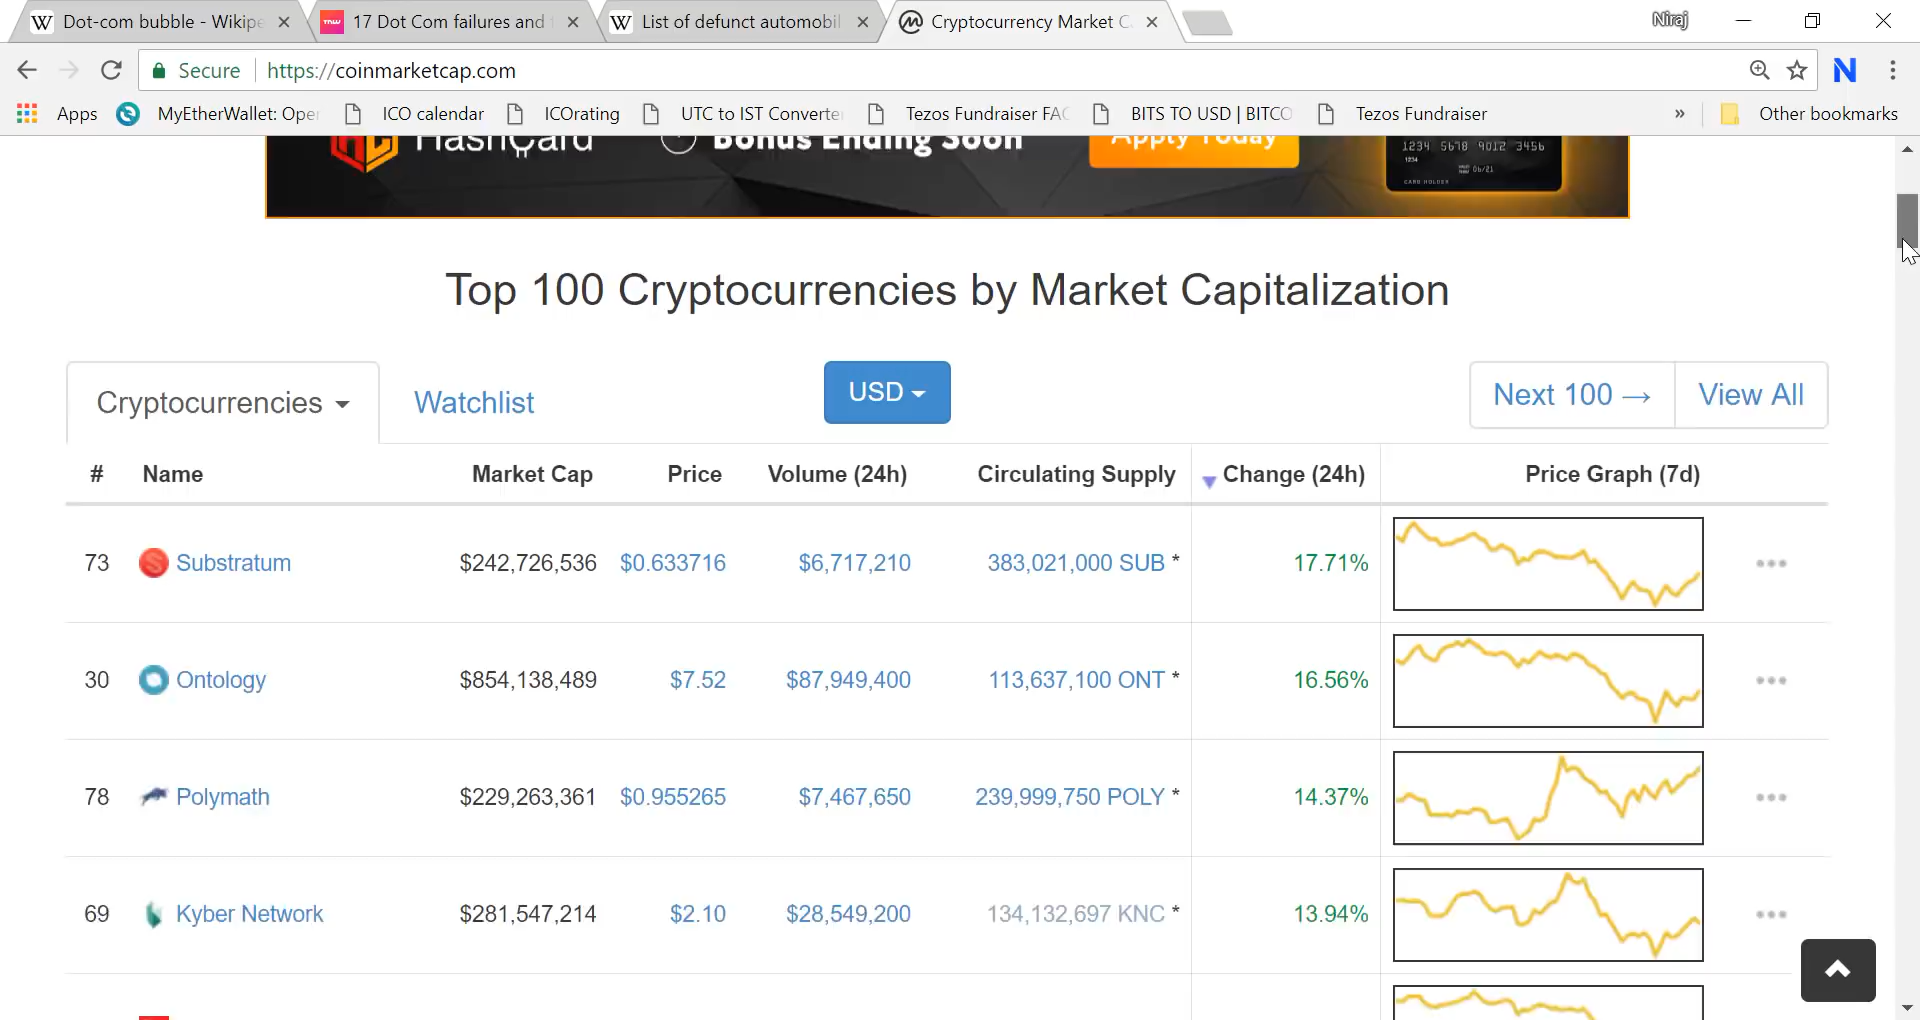 Dot-com bubble - Wikipe
17 Dot Com failures and
List of defunct automobil
Cryptocurrency Market C
Niraj
Secure
https://coinmarketcap.com
N
Apps
MyEtherWallet: Ope
ICO calendar
ICOrating
UTC to IST Converte
Tezos Fundraiser FA
BITS TO USD | BITCO
Tezos Fundraiser
»
Other bookmarks
HashCard
Bonus Ending Soon
Apply Today
1234 5678 9012 3456
1234
06/21
CARD HOLDER
Top 100 Cryptocurrencies by Market Capitalization
Cryptocurrencies
Watchlist
USD
Next 100 →
View All
# Name Market Cap Price Volume (24h) Circulating Supply Change (24h) Price Graph (7d)
73 Substratum $242,726,536 $0.633716 $6,717,210 383,021,000 SUB * 17.71%
30 Ontology $854,138,489 $7.52 $87,949,400 113,637,100 ONT * 16.56%
78 Polymath $229,263,361 $0.955265 $7,467,650 239,999,750 POLY * 14.37%
69 Kyber Network $281,547,214 $2.10 $28,549,200 134,132,697 KNC * 13.94%